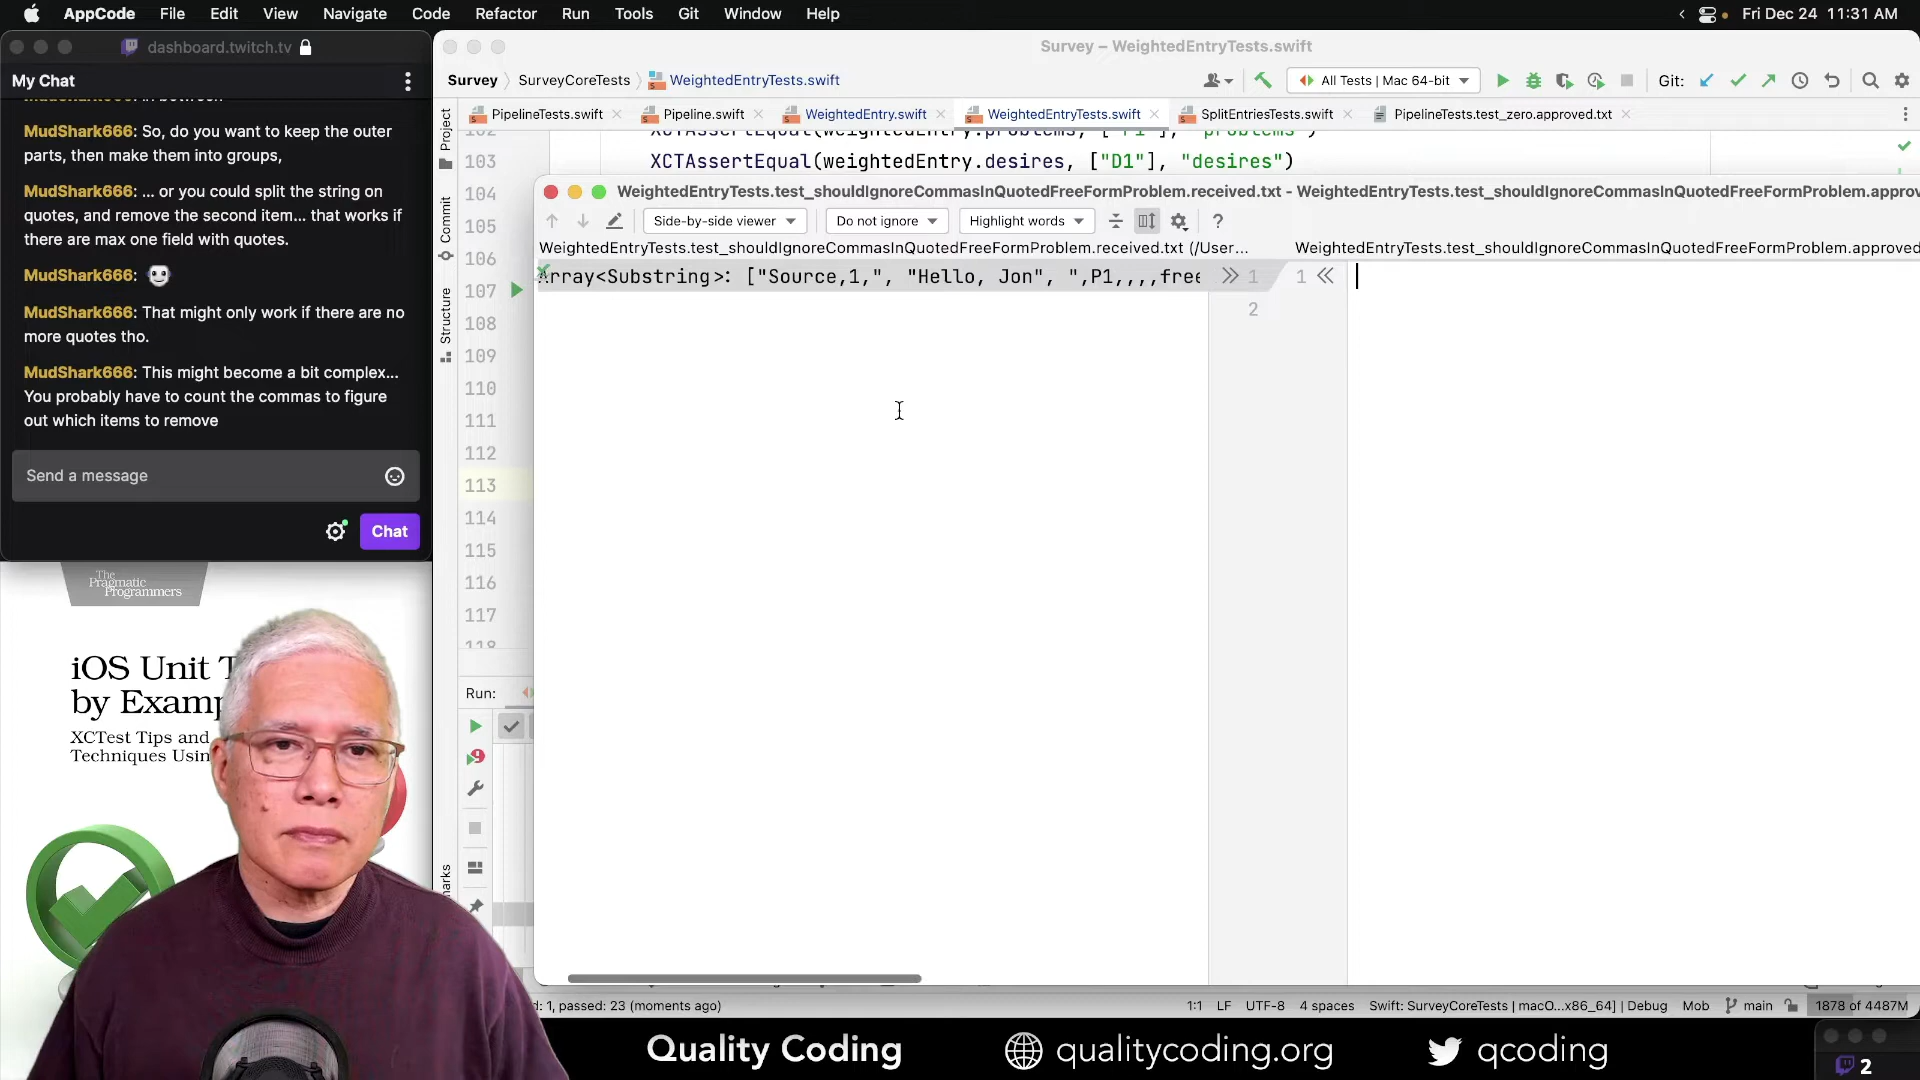 AppCode File Edit View Navigate Code Refactor Run Tools Git Window Help
Fri Dec 24 11:31 AM
dashboard.twitch.tv
Survey – WeightedEntryTests.swift
My Chat
Survey SurveyCoreTests WeightedEntryTests.swift
All Tests | Mac 64-bit
Git:
PipelineTests.swift Pipeline.swift WeightedEntry.swift WeightedEntryTests.swift SplitEntriesTests.swift PipelineTests.test_zero.approved.txt
MudShark666: So, do you want to keep the outer
parts, then make them into groups,
MudShark666: ... or you could split the string on
quotes, and remove the second item... that works if
there are max one field with quotes.
MudShark666:
MudShark666: That might only work if there are no
more quotes tho.
MudShark666: This might become a bit complex...
You probably have to count the commas to figure
out which items to remove
Send a message
Chat
Project
Commit
Structure
103 XCTAssertEqual(weightedEntry.desires, ["D1"], "desires")
104
105
106
107
108
109
110
111
112
113
114
115
116
117
WeightedEntryTests.test_shouldIgnoreCommasInQuotedFreeFormProblem.received.txt - WeightedEntryTests.test_shouldIgnoreCommasInQuotedFreeFormProblem.approve
Side-by-side viewer Do not ignore Highlight words ?
WeightedEntryTests.test_shouldIgnoreCommasInQuotedFreeFormProblem.received.txt (/User...
WeightedEntryTests.test_shouldIgnoreCommasInQuotedFreeFormProblem.approved
Array<Substring>: ["Source,1,", "Hello, Jon", ",P1,,,,free
1 1
2
Run:
The
Pragmatic
Programmers
iOS Unit T
by Examp
XCTest Tips and
Techniques Usin
arks
d: 1, passed: 23 (moments ago)
1:1 LF UTF-8 4 spaces Swift: SurveyCoreTests | macO...x86_64] | Debug Mob main 1878 of 4487M
Quality Coding qualitycoding.org qcoding
2